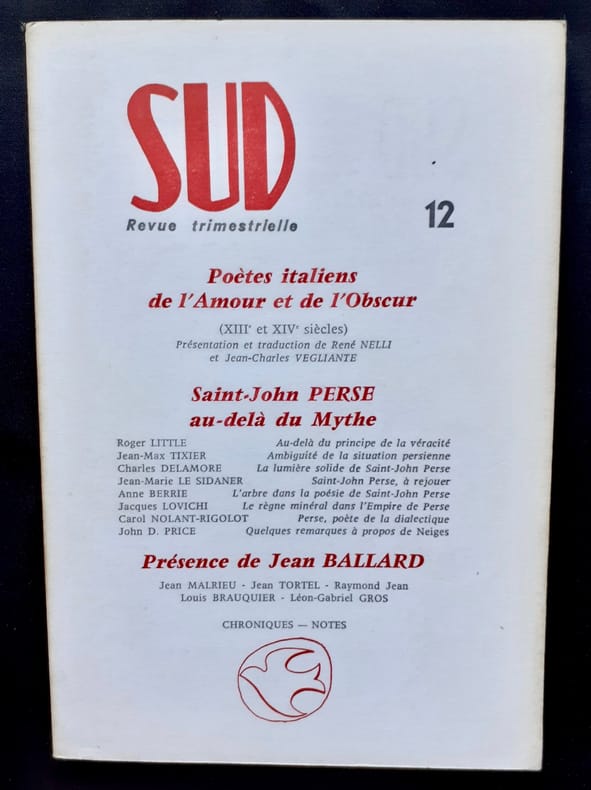 SUD
Revue trimestrielle
12
Poètes italiens
de l'Amour et de l'Obscur
(XIIIᵉ et XIVᵉ siècles)
Présentation et traduction de René NELLI
et Jean-Charles VEGLIANTE
Saint-John PERSE
au-delà du Mythe
Roger LITTLE Au-delà du principe de la véracité
Jean-Max TIXIER Ambiguïté de la situation persienne
Charles DELAMORE La lumière solide de Saint-John Perse
Jean-Marie LE SIDANER Saint-John Perse, à rejouer
Anne BERRIE L'arbre dans la poésie de Saint-John Perse
Jacques LOVICHI Le règne minéral dans l'Empire de Perse
Carol NOLANT-RIGOLOT Perse, poète de la dialectique
John D. PRICE Quelques remarques à propos de Neiges
Présence de Jean BALLARD
Jean MALRIEU - Jean TORTEL - Raymond Jean
Louis BRAUQUIER - Léon-Gabriel GROS
CHRONIQUES — NOTES